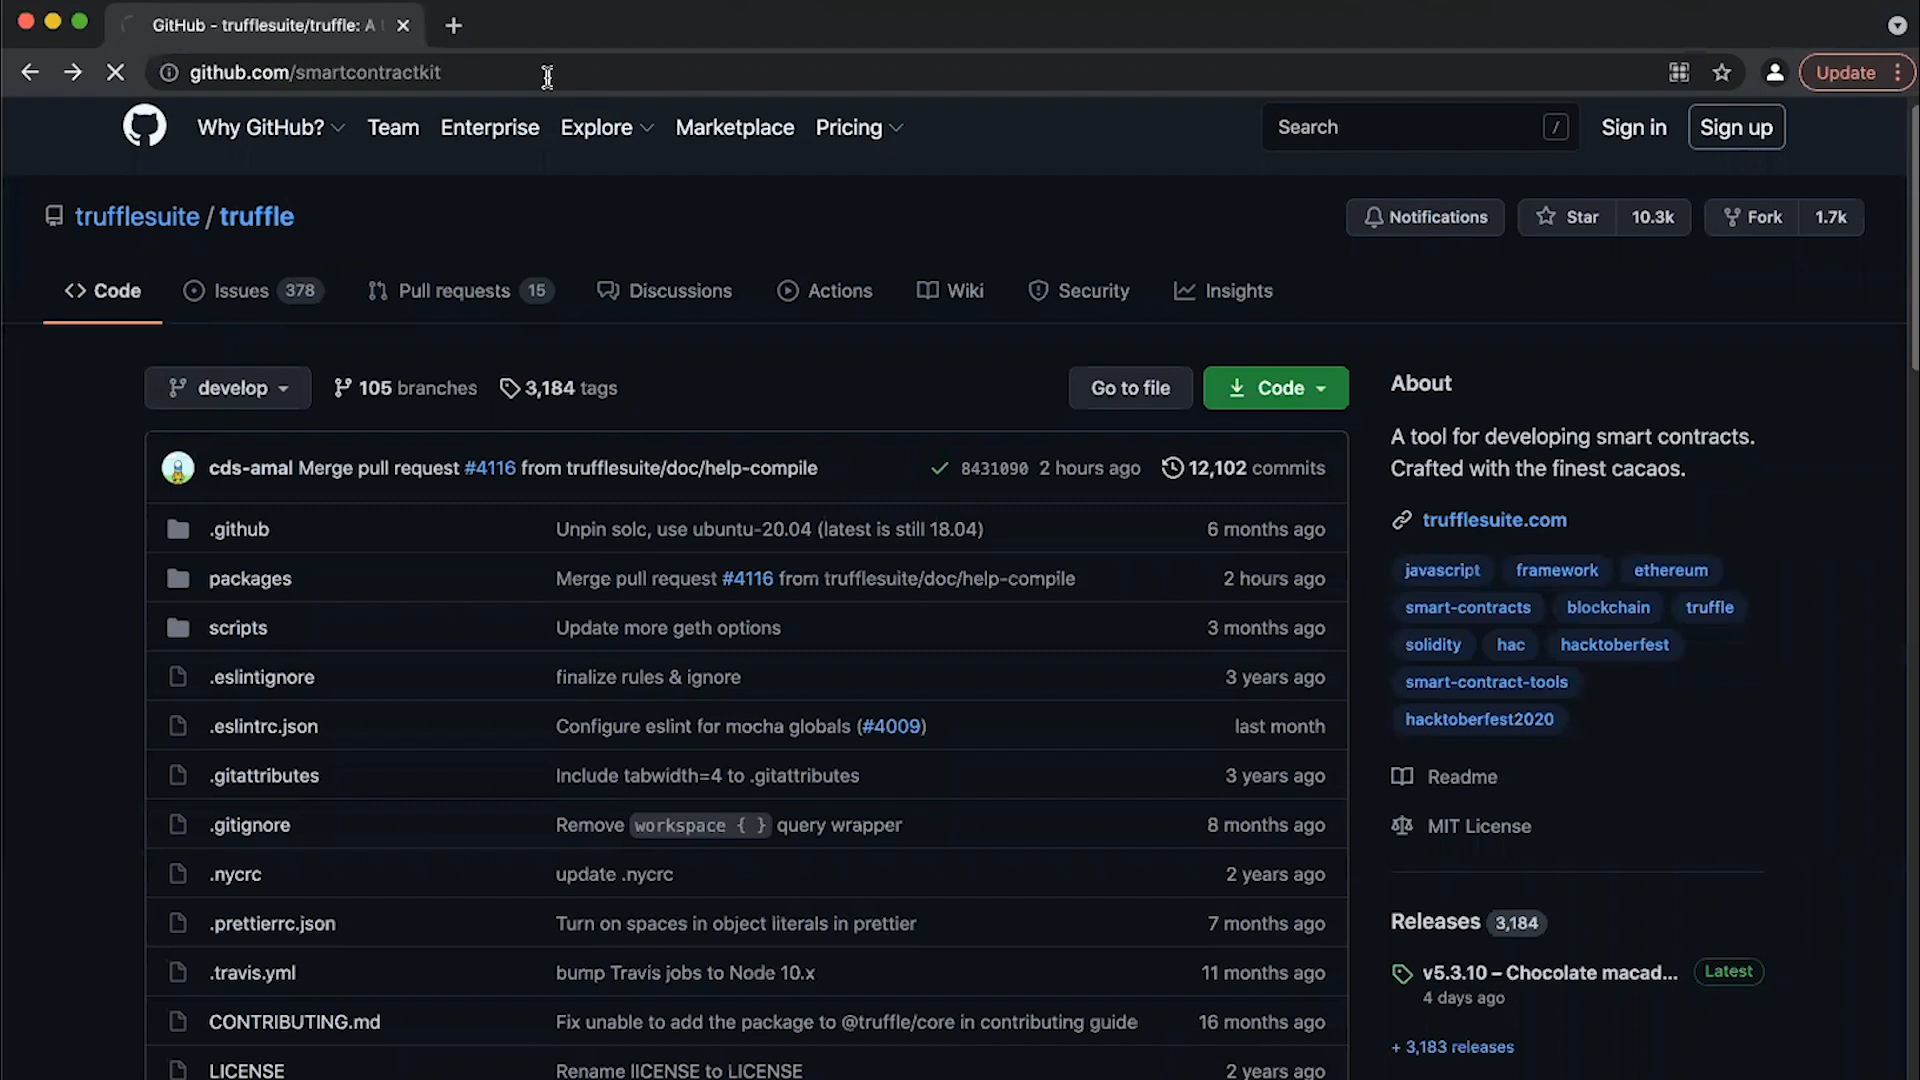 GitHub - trufflesuite/truffle: A
github.com/smartcontractkit
Update
Why GitHub? Team Enterprise Explore Marketplace Pricing
Search / Sign in Sign up
trufflesuite / truffle
Notifications Star 10.3k Fork 1.7k
Code Issues 378 Pull requests 15 Discussions Actions Wiki Security Insights
develop 105 branches 3,184 tags Go to file Code
cds-amal Merge pull request #4116 from trufflesuite/doc/help-compile 8431090 2 hours ago 12,102 commits
.github Unpin solc, use ubuntu-20.04 (latest is still 18.04) 6 months ago
packages Merge pull request #4116 from trufflesuite/doc/help-compile 2 hours ago
scripts Update more geth options 3 months ago
.eslintignore finalize rules & ignore 3 years ago
.eslintrc.json Configure eslint for mocha globals (#4009) last month
.gitattributes Include tabwidth=4 to .gitattributes 3 years ago
.gitignore Remove workspace { } query wrapper 8 months ago
.nycrc update .nycrc 2 years ago
.prettierrc.json Turn on spaces in object literals in prettier 7 months ago
.travis.yml bump Travis jobs to Node 10.x 11 months ago
CONTRIBUTING.md Fix unable to add the package to @truffle/core in contributing guide 16 months ago
LICENSE Rename lICENSE to LICENSE 2 years ago
About
A tool for developing smart contracts.
Crafted with the finest cacaos.
trufflesuite.com
javascript framework ethereum
smart-contracts blockchain truffle
solidity hac hacktoberfest
smart-contract-tools
hacktoberfest2020
Readme
MIT License
Releases 3,184
v5.3.10 – Chocolate macad... Latest
4 days ago
+ 3,183 releases